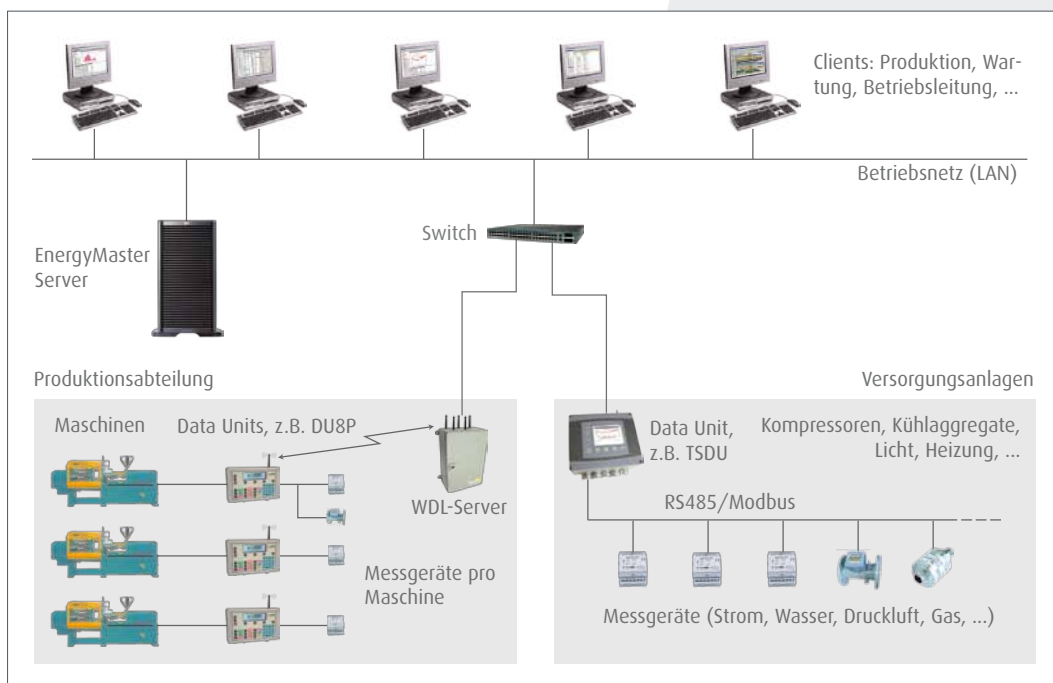 Clients: Produktion, War-
tung, Betriebsleitung, ...
Betriebsnetz (LAN)
Switch
EnergyMaster
Server
Produktionsabteilung
Versorgungsanlagen
Maschinen
Data Units, z.B. DU8P
WDL-Server
Messgeräte pro
Maschine
Data Unit,
z.B. TSDU
Kompressoren, Kühlaggregate,
Licht, Heizung, ...
RS485/Modbus
Messgeräte (Strom, Wasser, Druckluft, Gas, ...)